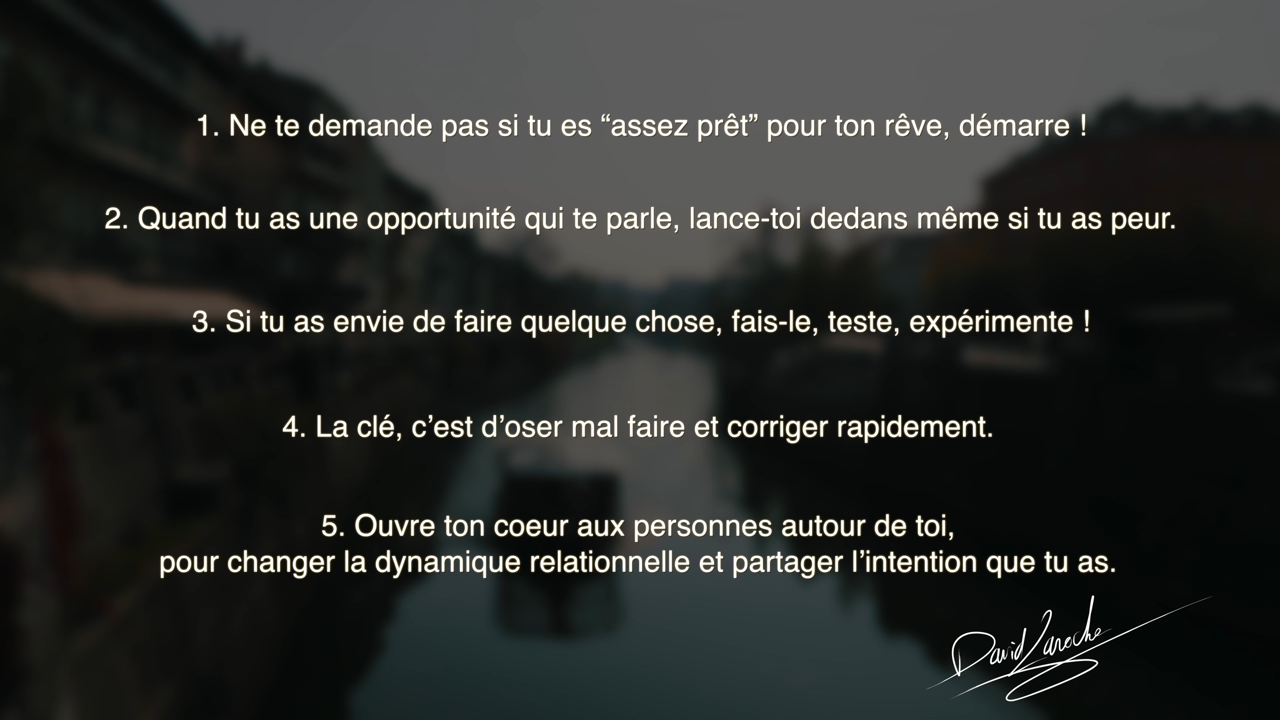 1. Ne te demande pas si tu es “assez prêt” pour ton rêve, démarre !
2. Quand tu as une opportunité qui te parle, lance-toi dedans même si tu as peur.
3. Si tu as envie de faire quelque chose, fais-le, teste, expérimente !
4. La clé, c’est d’oser mal faire et corriger rapidement.
5. Ouvre ton coeur aux personnes autour de toi,
pour changer la dynamique relationnelle et partager l’intention que tu as.
David Laroche